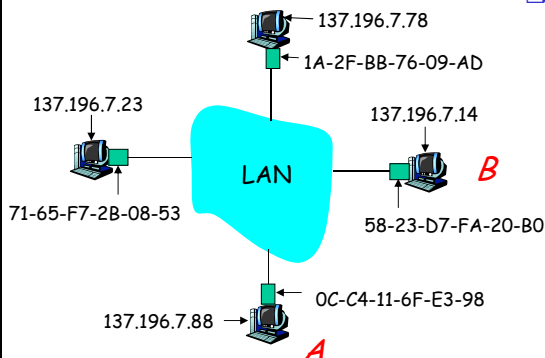 137.196.7.78
1A-2F-BB-76-09-AD
137.196.7.23
137.196.7.14
LAN
B
71-65-F7-2B-08-53
58-23-D7-FA-20-B0
0C-C4-11-6F-E3-98
137.196.7.88
A